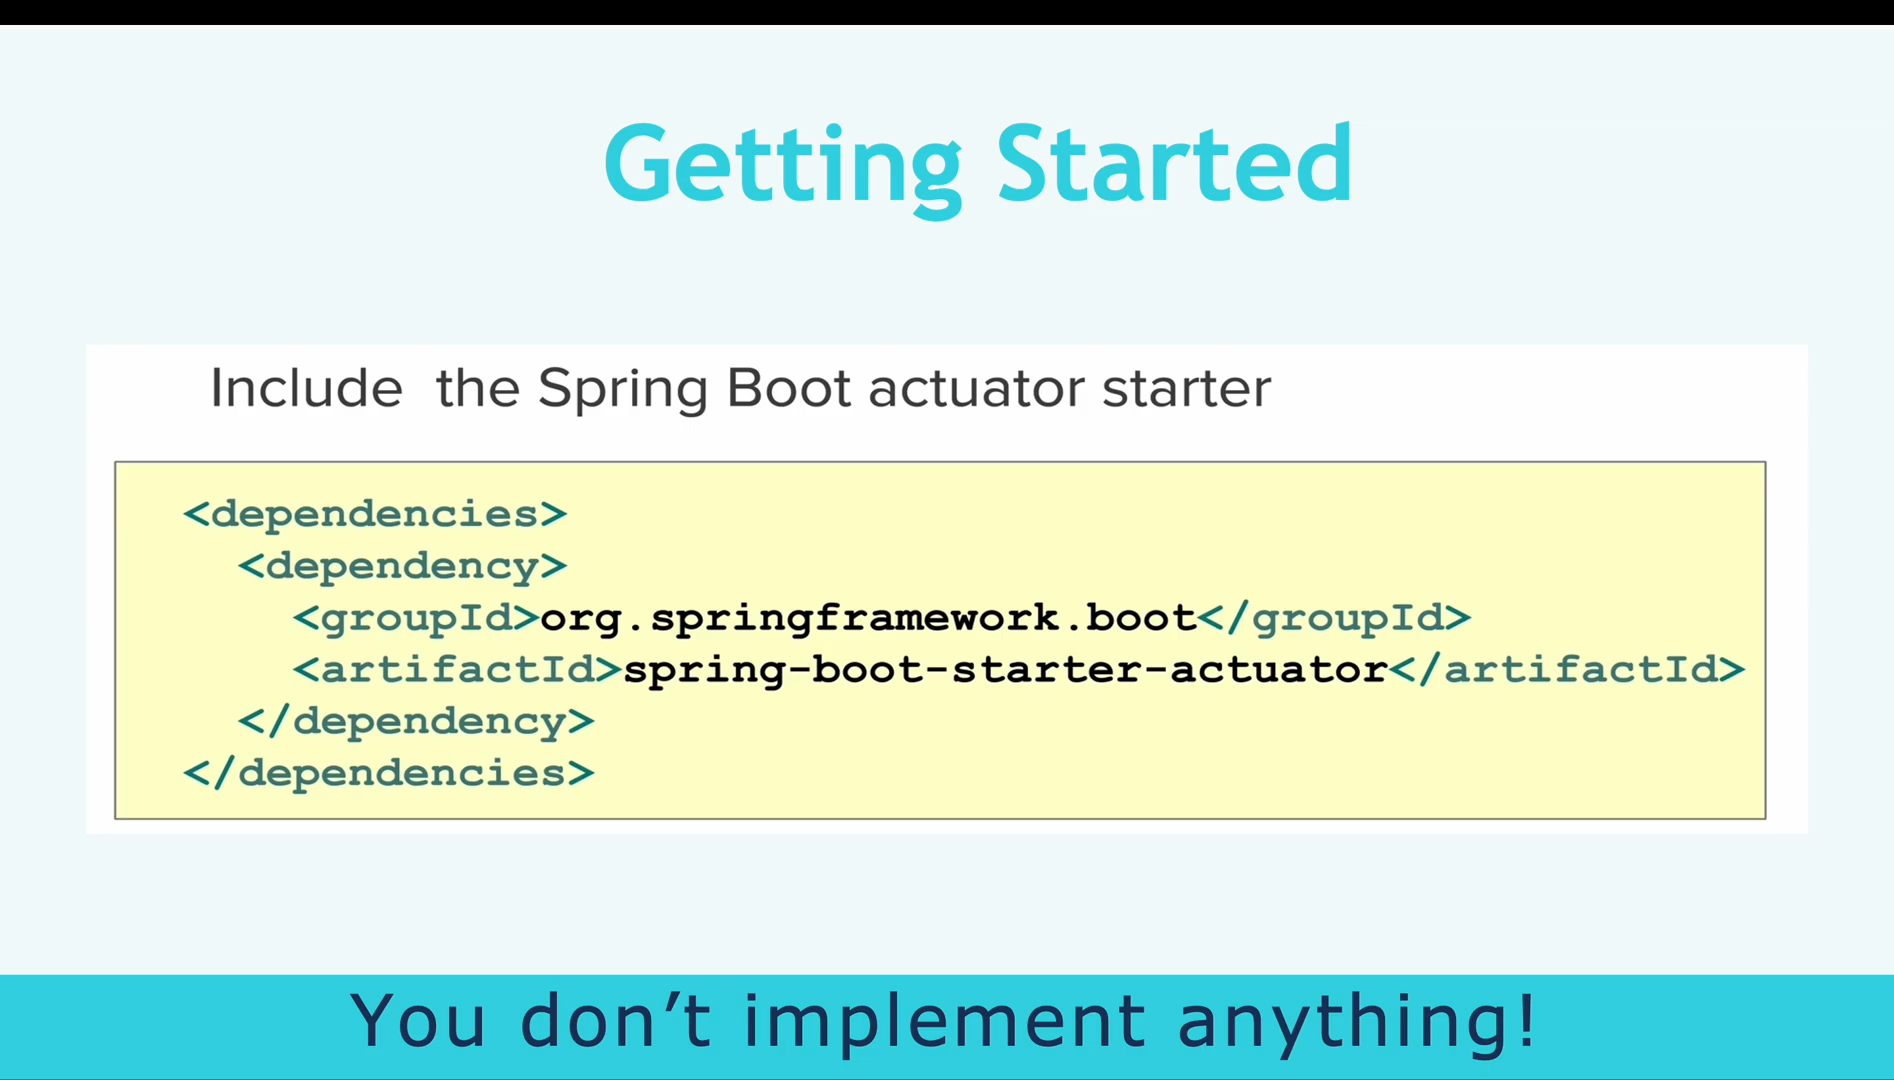 Getting Started
Include the Spring Boot actuator starter
<dependencies>
<dependency>
<groupId>org.springframework.boot</groupId>
<artifactId>spring-boot-starter-actuator</artifactId>
</dependency>
</dependencies>
You don’t implement anything!